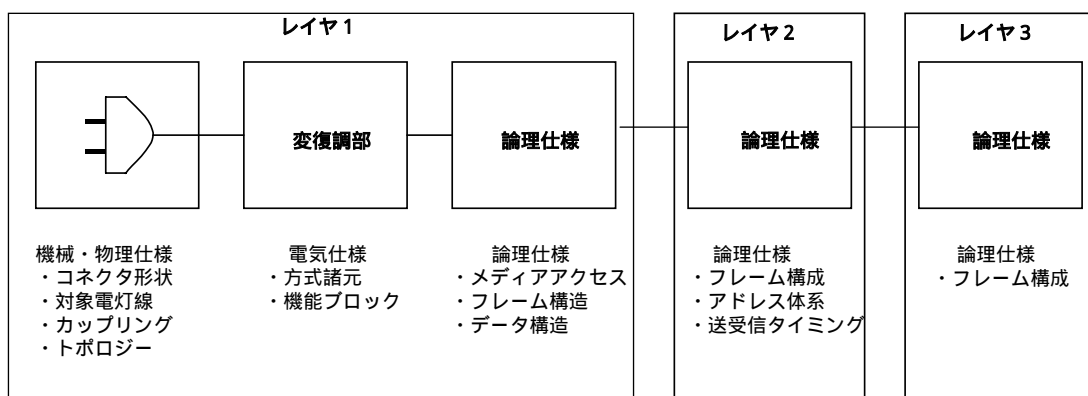 レイヤ1
レイヤ2
レイヤ3
変復調部
論理仕様
論理仕様
論理仕様
機械・物理仕様
・コネクタ形状
・対象電灯線
・カップリング
・トポロジー
電気仕様
・方式諸元
・機能ブロック
論理仕様
・メディアアクセス
・フレーム構造
・データ構造
論理仕様
・フレーム構成
・アドレス体系
・送受信タイミング
論理仕様
・フレーム構成